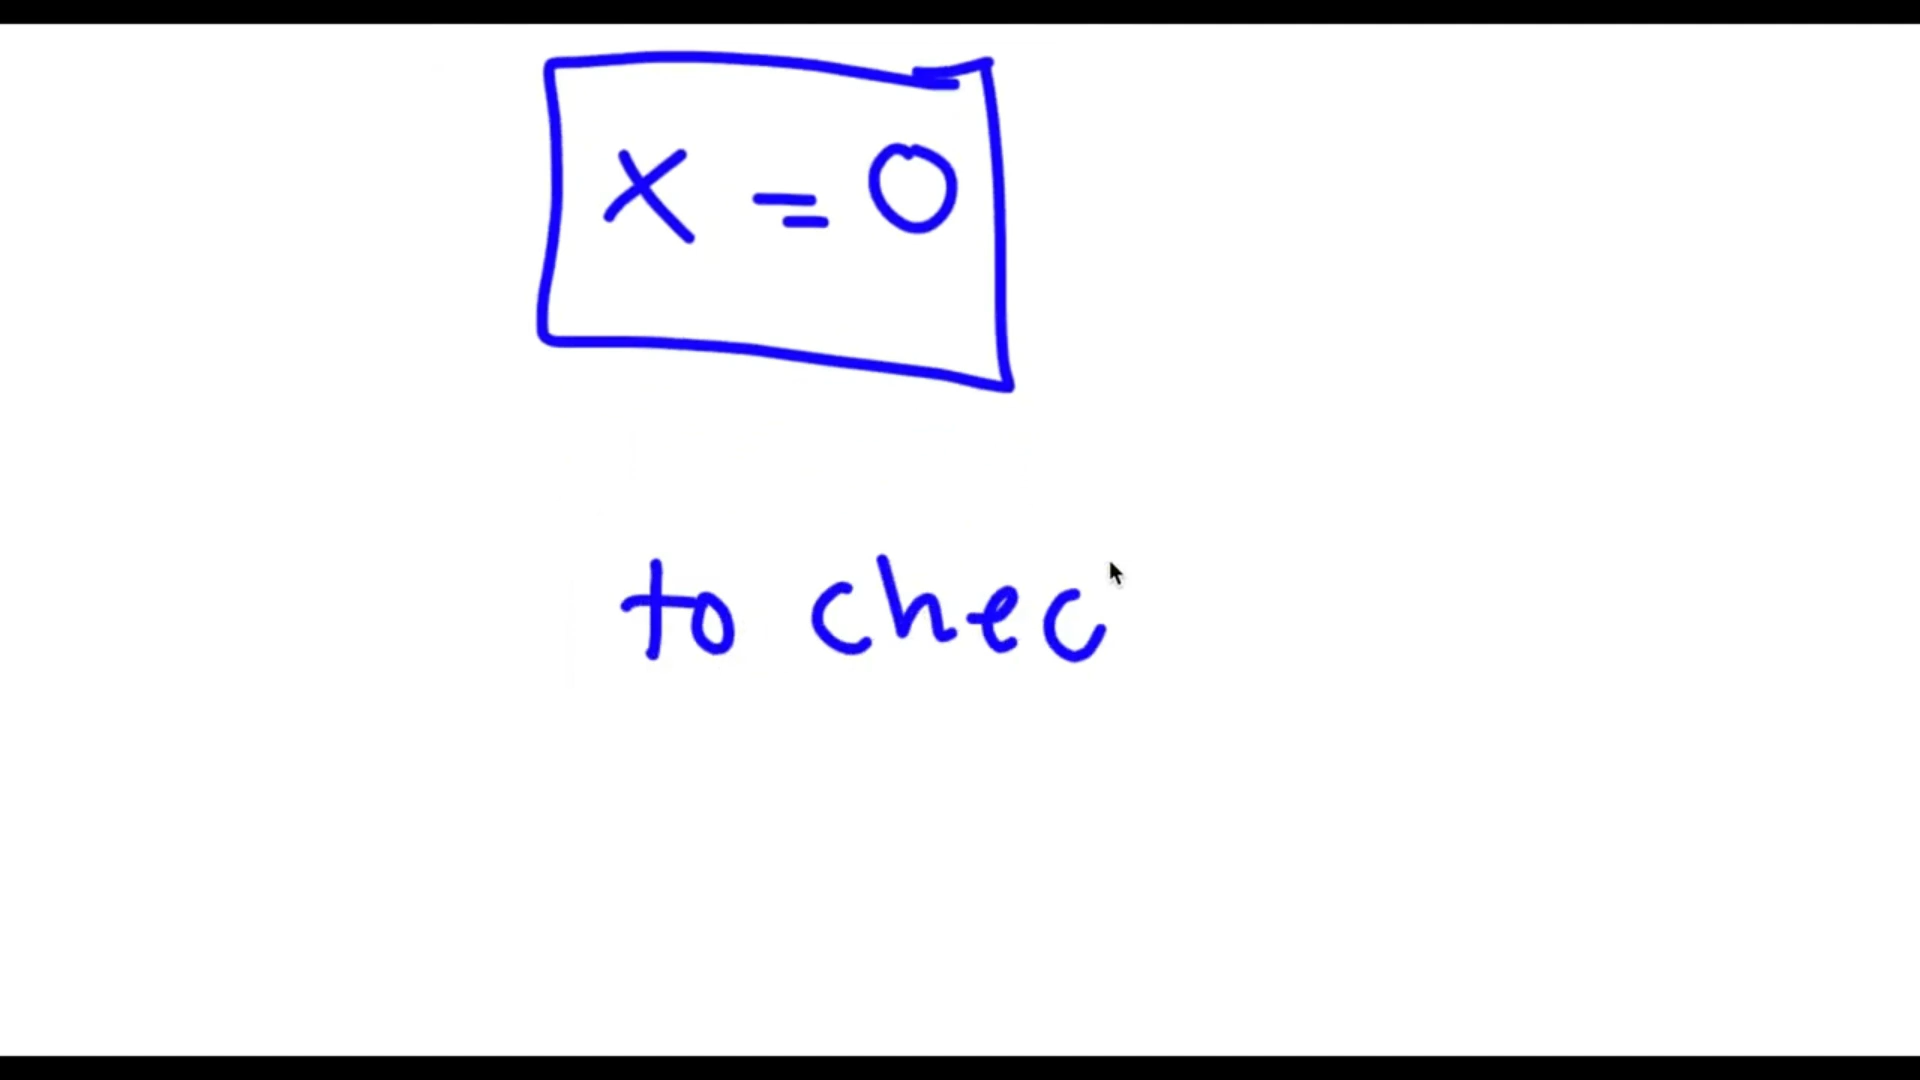 x = 0
to chec